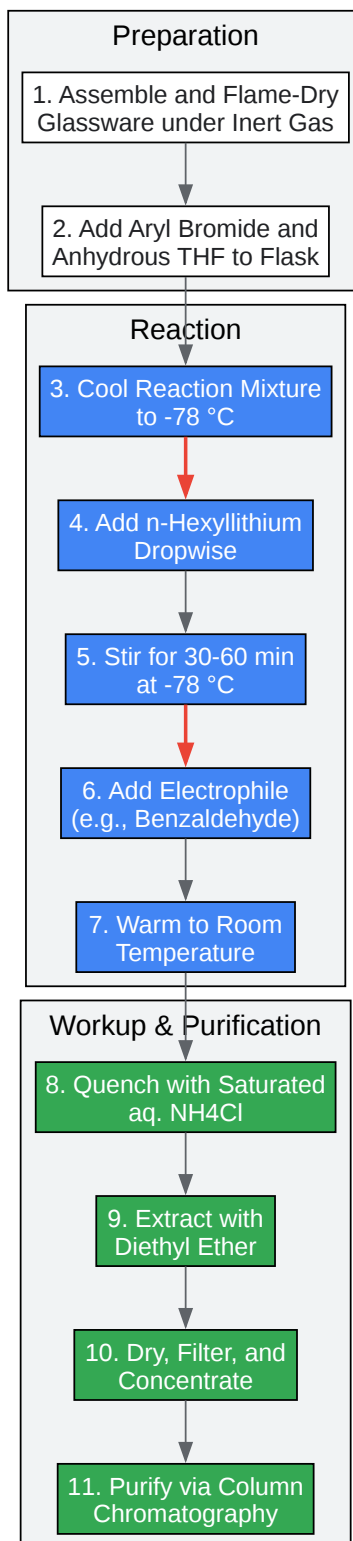 Preparation
1. Assemble and Flame-Dry
Glassware under Inert Gas
2. Add Aryl Bromide and
Anhydrous THF to Flask
Reaction
3. Cool Reaction Mixture
to -78 °C
4. Add n-Hexyllithium
Dropwise
5. Stir for 30-60 min
at -78 °C
6. Add Electrophile
(e.g., Benzaldehyde)
7. Warm to Room
Temperature
Workup & Purification
8. Quench with Saturated
aq. NH4Cl
9. Extract with
Diethyl Ether
10. Dry, Filter, and
Concentrate
11. Purify via Column
Chromatography